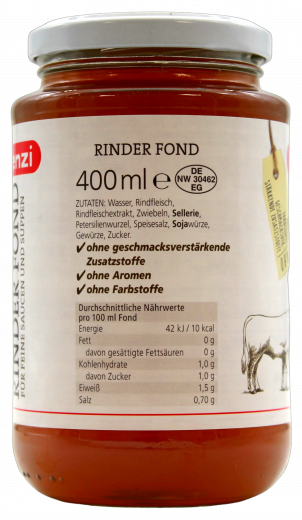 nzi
RINDER FOND
FÜR FEINE SAUCEN UND SUPPEN
RINDER FOND
400 ml e
DE
NW 30462
EG
ZUTATEN: Wasser, Rindfleisch,
Rindfleischextrakt, Zwiebeln, Sellerie,
Petersilienwurzel, Speisesalz, Sojawürze,
Gewürze, Zucker.
✓ohne geschmacksverstärkende
Zusatzstoffe
✓ohne Aromen
✓ohne Farbstoffe
Durchschnittliche Nährwerte
pro 100 ml Fond
Energie 42 kJ / 10 kcal
Fett 0 g
davon gesättigte Fettsäuren 0 g
Kohlenhydrate 1,0 g
davon Zucker 1,0 g
Eiweiß 1,5 g
Salz 0,70 g